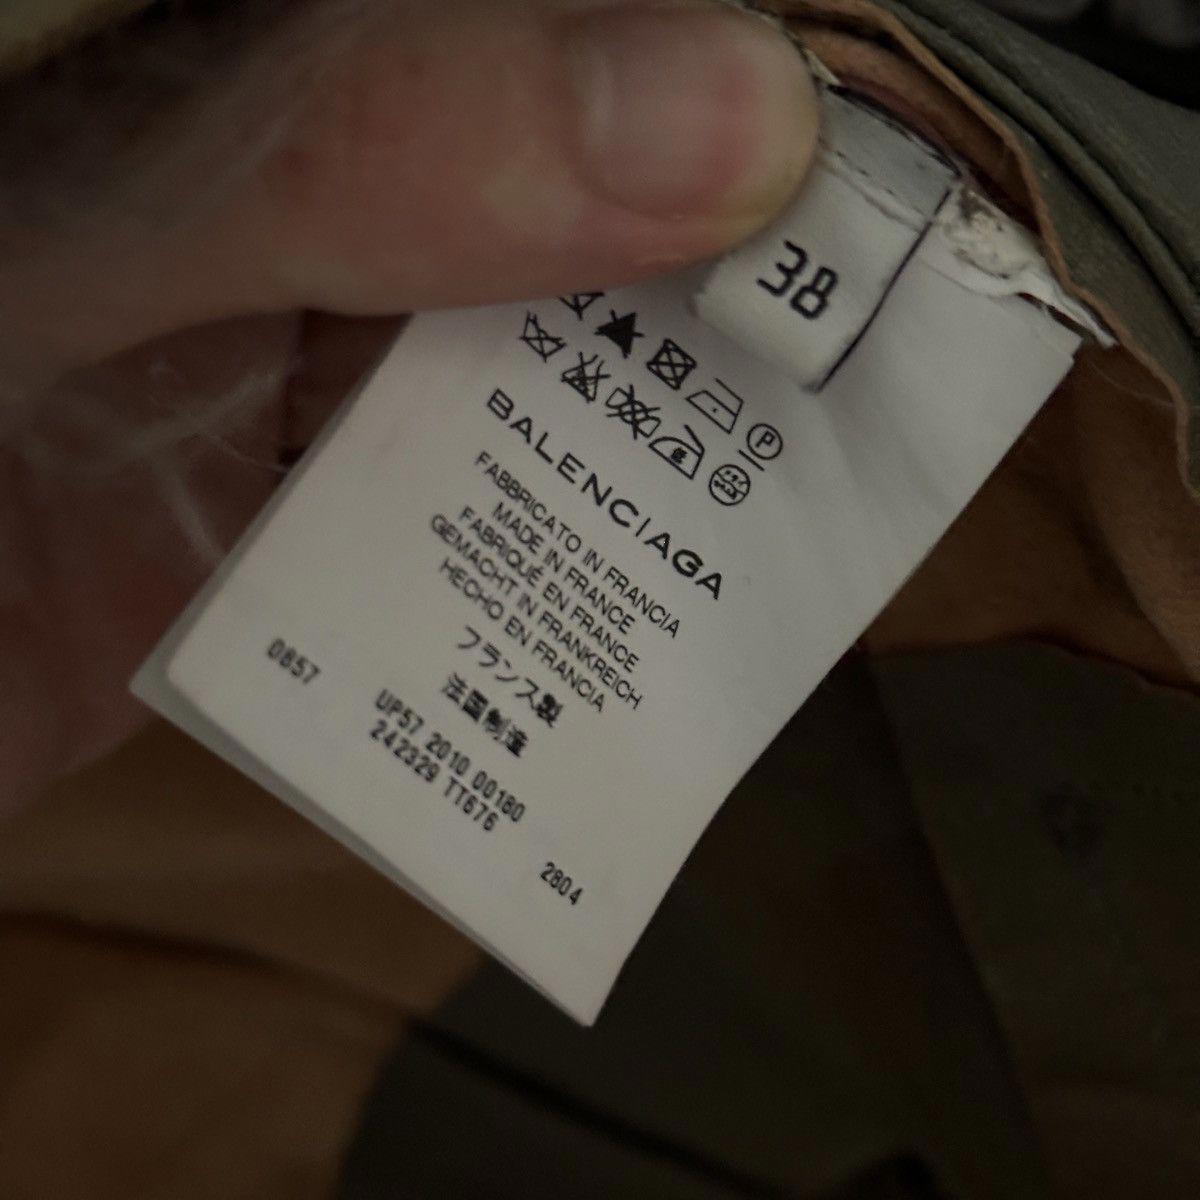 38
P
BALENCIAGA
FABBRICATO IN FRANCIA
MADE IN FRANCE
FABRIQUÉ EN FRANCE
GEMACHT IN FRANKREICH
HECHO EN FRANCIA
フランス製
法国制造
0857
UP57 2010 00180
242329 TT676
2804